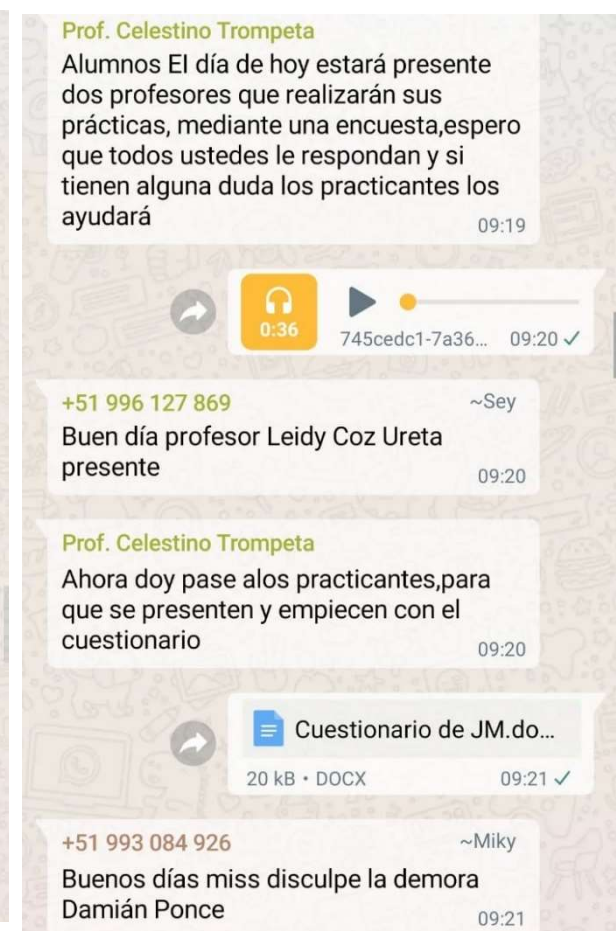 Prof. Celestino Trompeta
Alumnos El día de hoy estará presente
dos profesores que realizarán sus
prácticas, mediante una encuesta,espero
que todos ustedes le respondan y si
tienen alguna duda los practicantes los
ayudará
09:19
0:36
745cedc1-7a36... 09:20
+51 996 127 869 ~Sey
Buen día profesor Leidy Coz Ureta
presente
09:20
Prof. Celestino Trompeta
Ahora doy pase alos practicantes,para
que se presenten y empiecen con el
cuestionario
09:20
Cuestionario de JM.do...
20 kB • DOCX 09:21
+51 993 084 926 ~Miky
Buenos días miss disculpe la demora
Damián Ponce
09:21